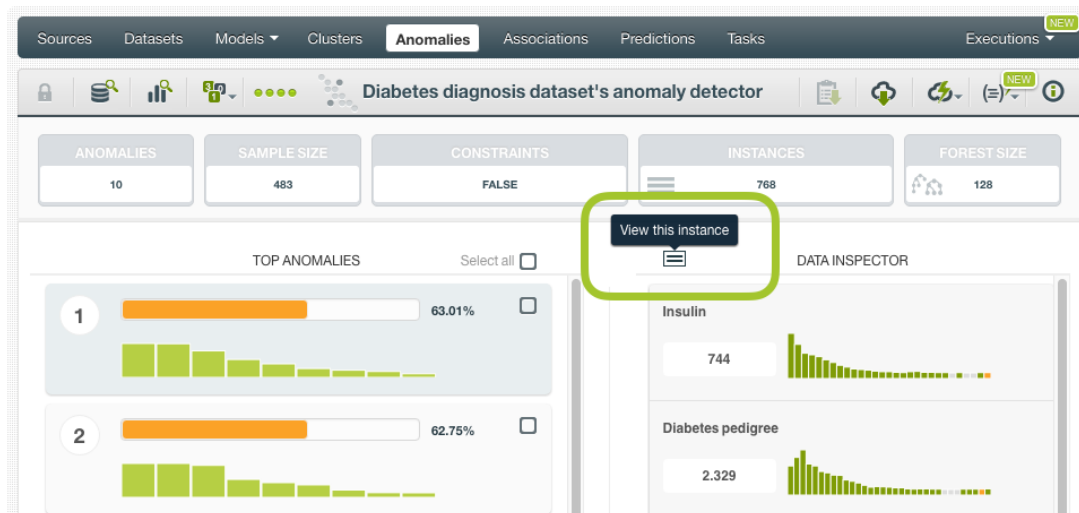 NEW
Sources Datasets Models Clusters Anomalies Associations Predictions Tasks Executions
NEW
Diabetes diagnosis dataset's anomaly detector
ANOMALIES SAMPLE SIZE CONSTRAINTS INSTANCES FOREST SIZE
10 483 FALSE 768 128
View this instance
TOP ANOMALIES Select all DATA INSPECTOR
1 63.01%
Insulin
744
2 62.75%
Diabetes pedigree
2.329